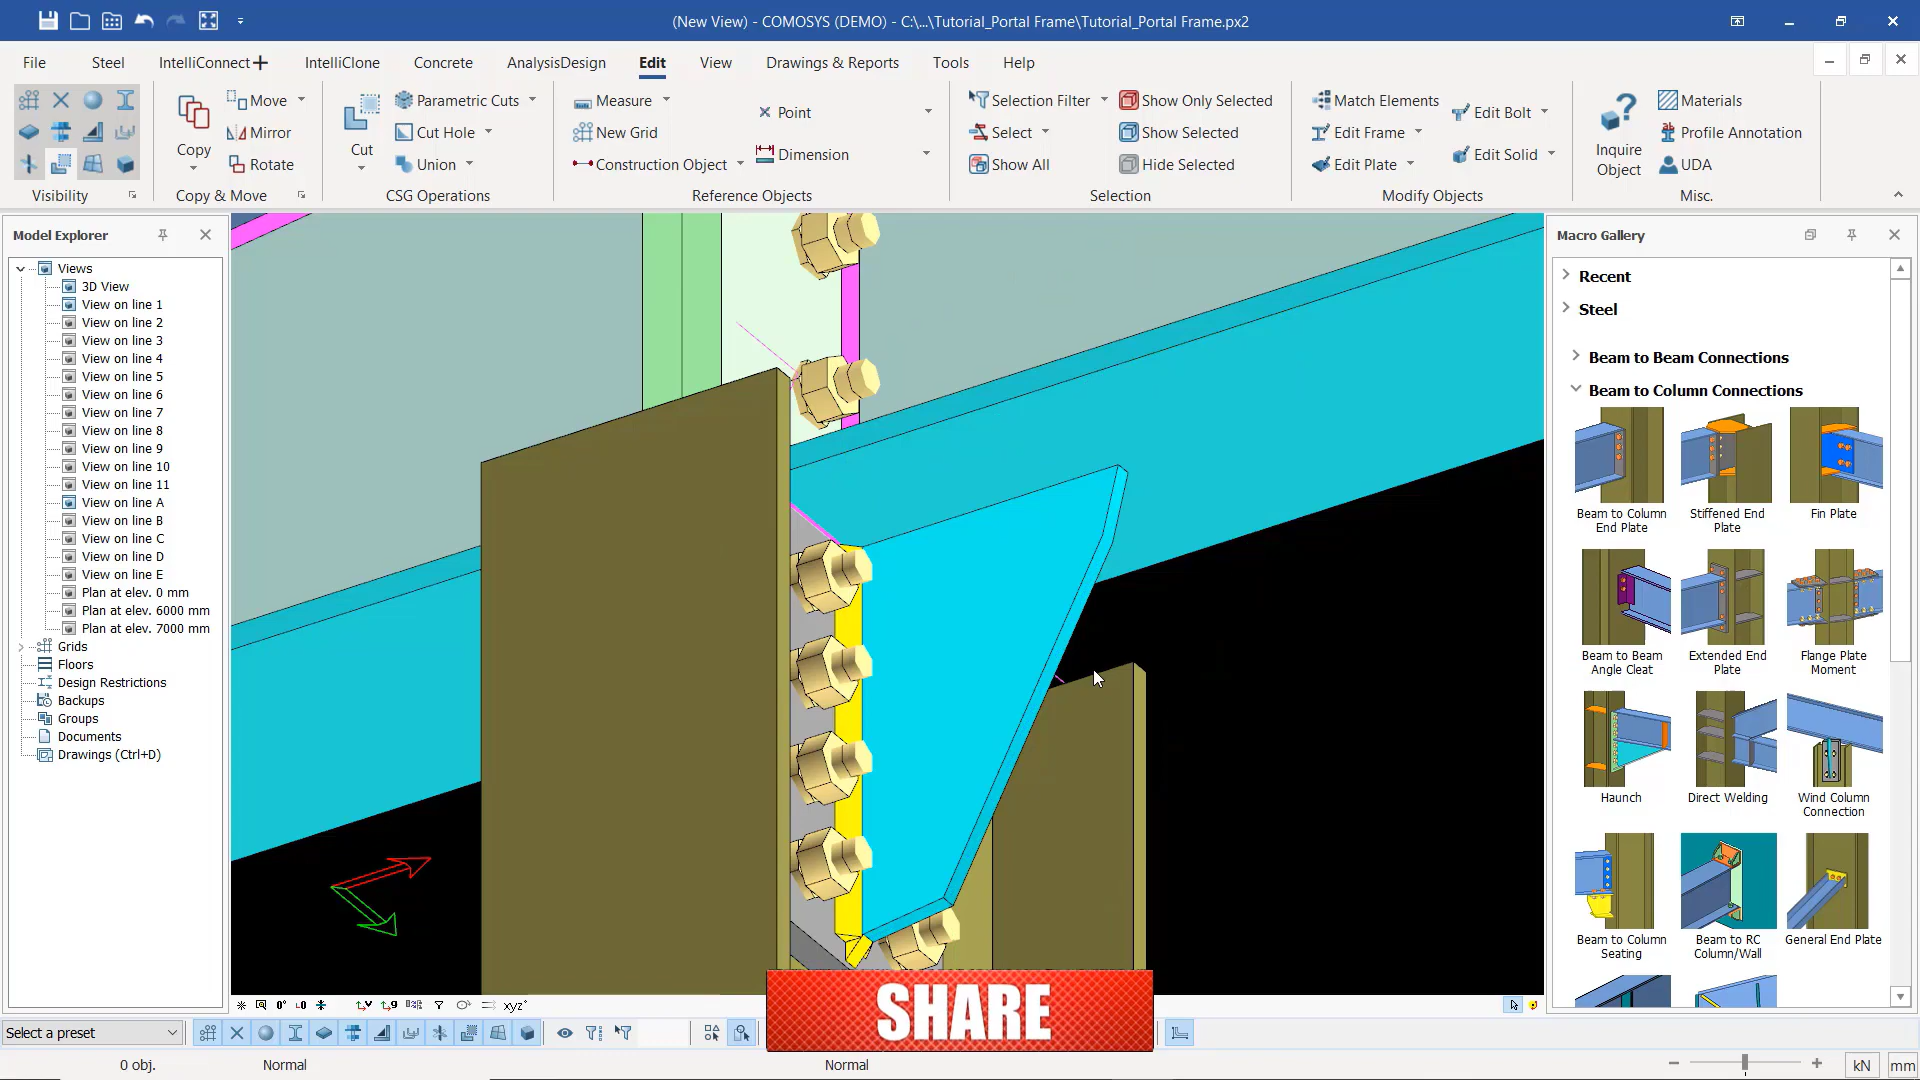 (New View) - COMOSYS (DEMO) - C:\...\Tutorial_Portal Frame\Tutorial_Portal Frame.px2
File Steel IntelliConnect+ IntelliClone Concrete AnalysisDesign Edit View Drawings & Reports Tools Help
Move
Mirror
Rotate
Copy
Cut
Parametric Cuts
Cut Hole
Union
Measure
New Grid
Construction Object
Point
Dimension
Selection Filter
Select
Show All
Show Only Selected
Show Selected
Hide Selected
Match Elements
Edit Frame
Edit Plate
Edit Bolt
Edit Solid
Inquire
Object
Materials
Profile Annotation
UDA
Visibility Copy & Move CSG Operations Reference Objects Selection Modify Objects Misc.
Model Explorer
Views
3D View
View on line 1
View on line 2
View on line 3
View on line 4
View on line 5
View on line 6
View on line 7
View on line 8
View on line 9
View on line 10
View on line 11
View on line A
View on line B
View on line C
View on line D
View on line E
Plan at elev. 0 mm
Plan at elev. 6000 mm
Plan at elev. 7000 mm
Grids
Floors
Design Restrictions
Backups
Groups
Documents
Drawings (Ctrl+D)
Macro Gallery
Recent
Steel
Beam to Beam Connections
Beam to Column Connections
Beam to Column
End Plate
Stiffened End
Plate
Fin Plate
Beam to Beam
Angle Cleat
Extended End
Plate
Flange Plate
Moment
Haunch
Direct Welding
Wind Column
Connection
Beam to Column
Seating
Beam to RC
Column/Wall
General End Plate
xyz
SHARE
Select a preset
0 obj. Normal Normal kN mm